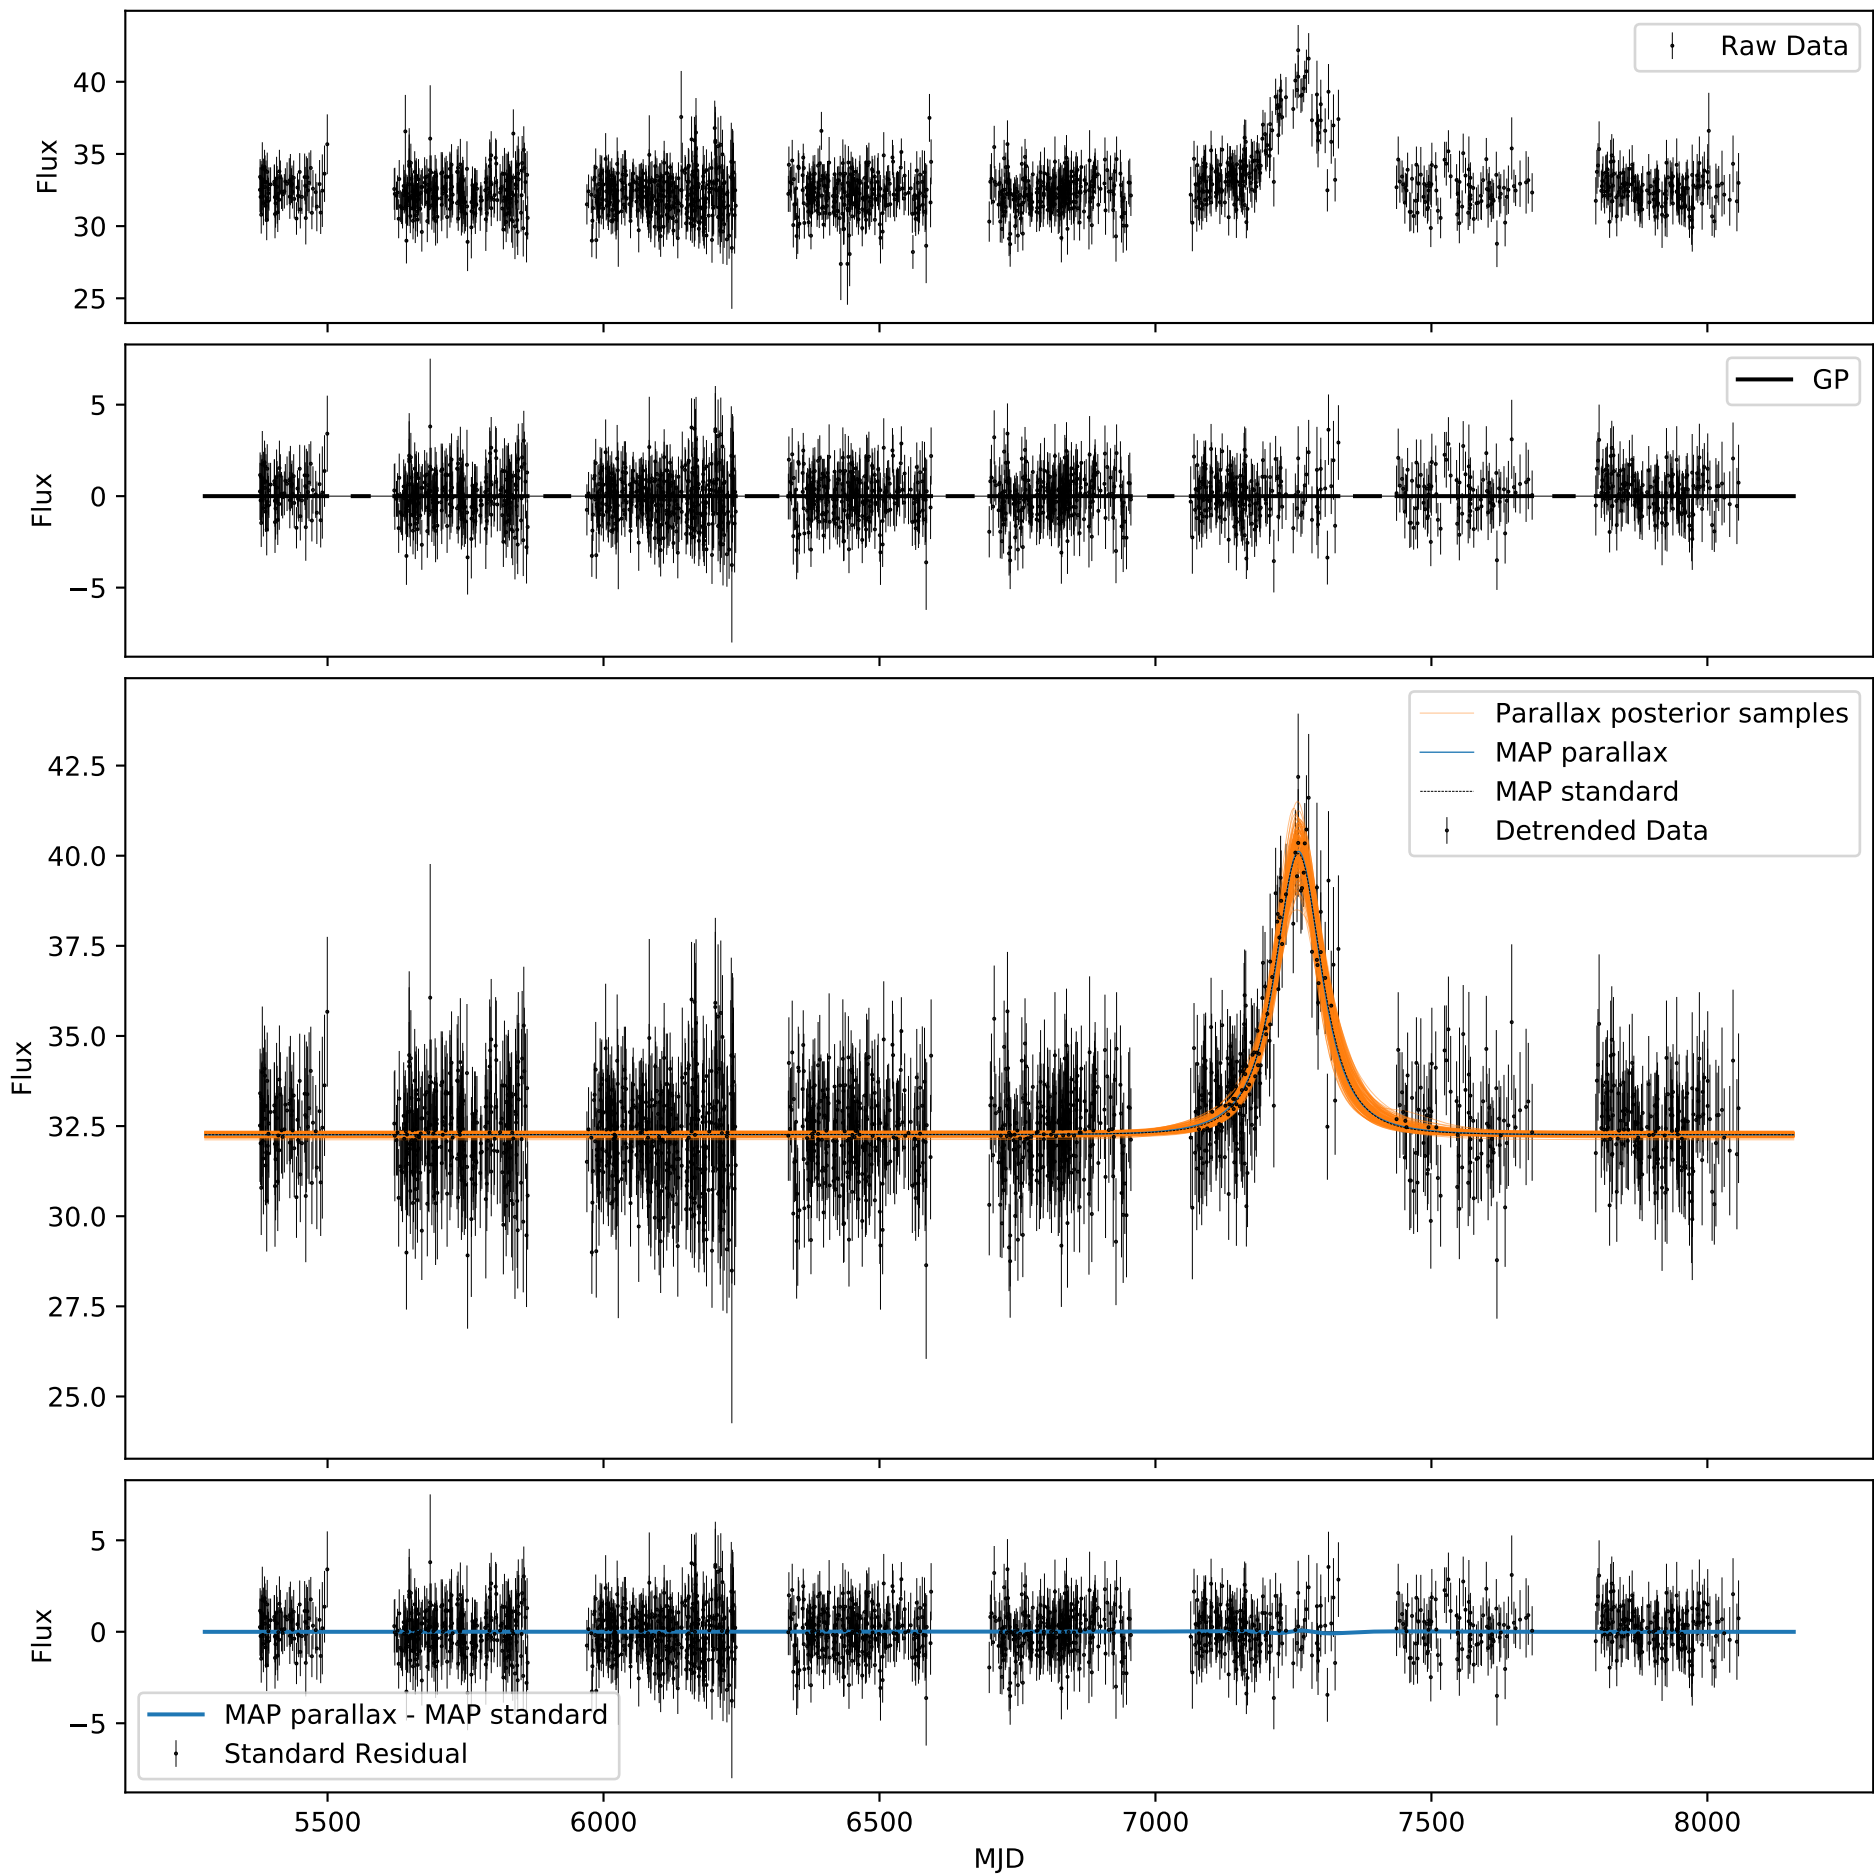 Raw Data
Flux
40
35
30
25
GP
Flux
5
0
−5
Parallax posterior samples
MAP parallax
MAP standard
Detrended Data
Flux
42.5
40.0
37.5
35.0
32.5
30.0
27.5
25.0
Flux
5
0
−5
MAP parallax - MAP standard
Standard Residual
5500 6000 6500 7000 7500 8000
MJD